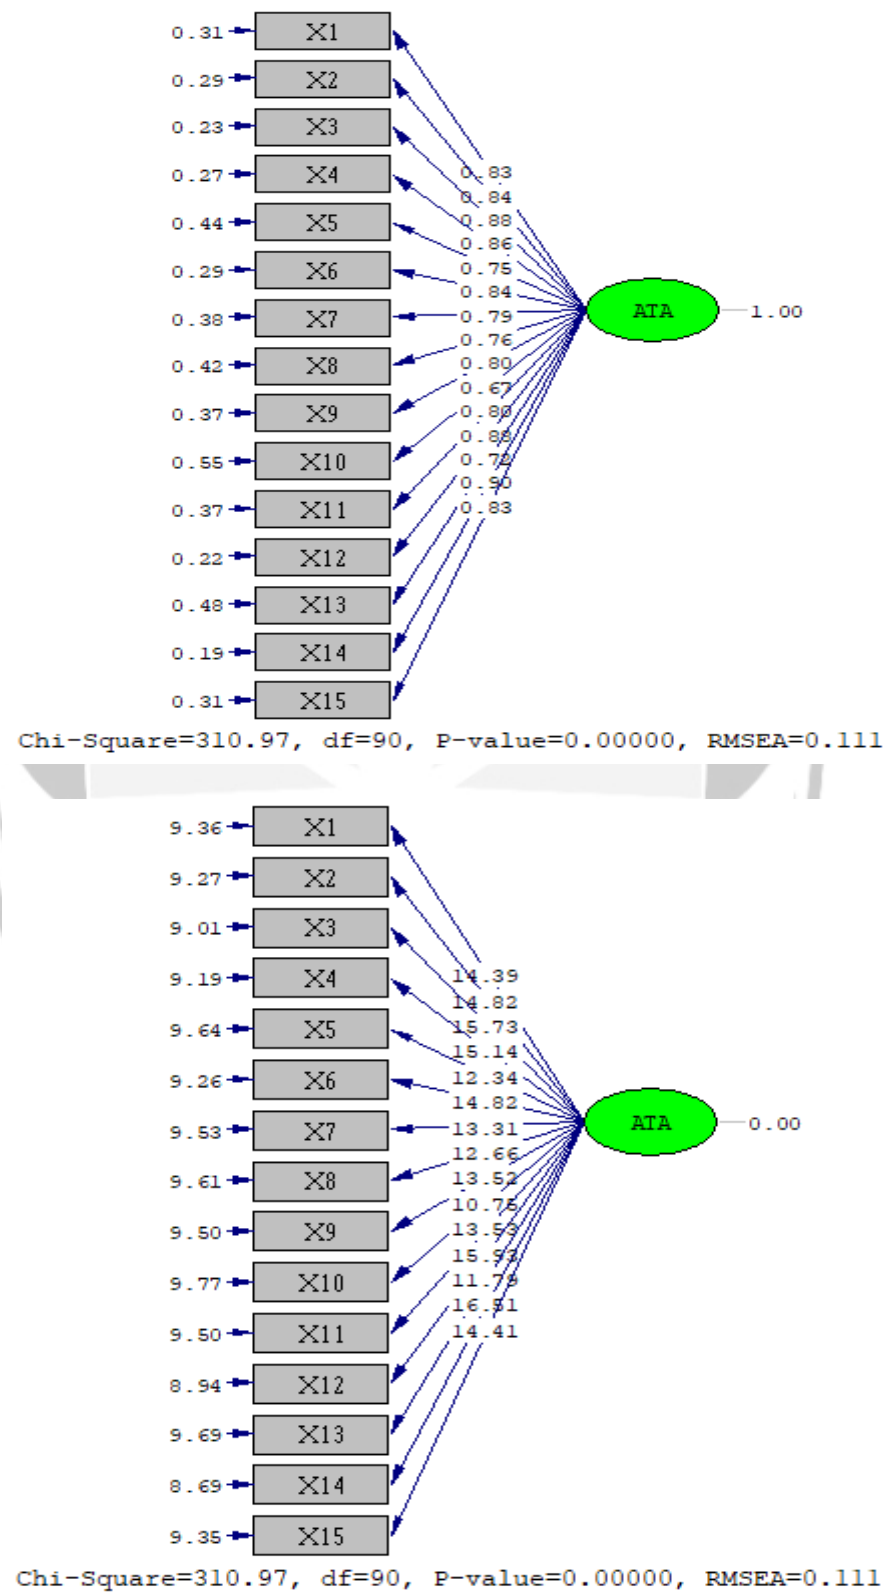 0.31 X1
0.29 X2
0.23 X3
0.27 X4 0.83
0.84
0.44 X5 0.88
0.86
0.29 X6 0.75
0.84
0.38 X7 0.79 ATA 1.00
0.76
0.42 X8 0.80
0.67
0.37 X9 0.80
0.88
0.55 X10 0.72
0.90
0.37 X11 0.83
0.22 X12
0.48 X13
0.19 X14
0.31 X15
Chi-Square=310.97, df=90, P-value=0.00000, RMSEA=0.111
9.36 X1
9.27 X2
9.01 X3
9.19 X4 14.39
14.82
9.64 X5 15.73
15.14
9.26 X6 12.34
14.82
9.53 X7 13.31 ATA 0.00
12.66
9.61 X8 13.52
10.75
9.50 X9 13.53
15.93
9.77 X10 11.79
16.51
9.50 X11 14.41
8.94 X12
9.69 X13
8.69 X14
9.35 X15
Chi-Square=310.97, df=90, P-value=0.00000, RMSEA=0.111